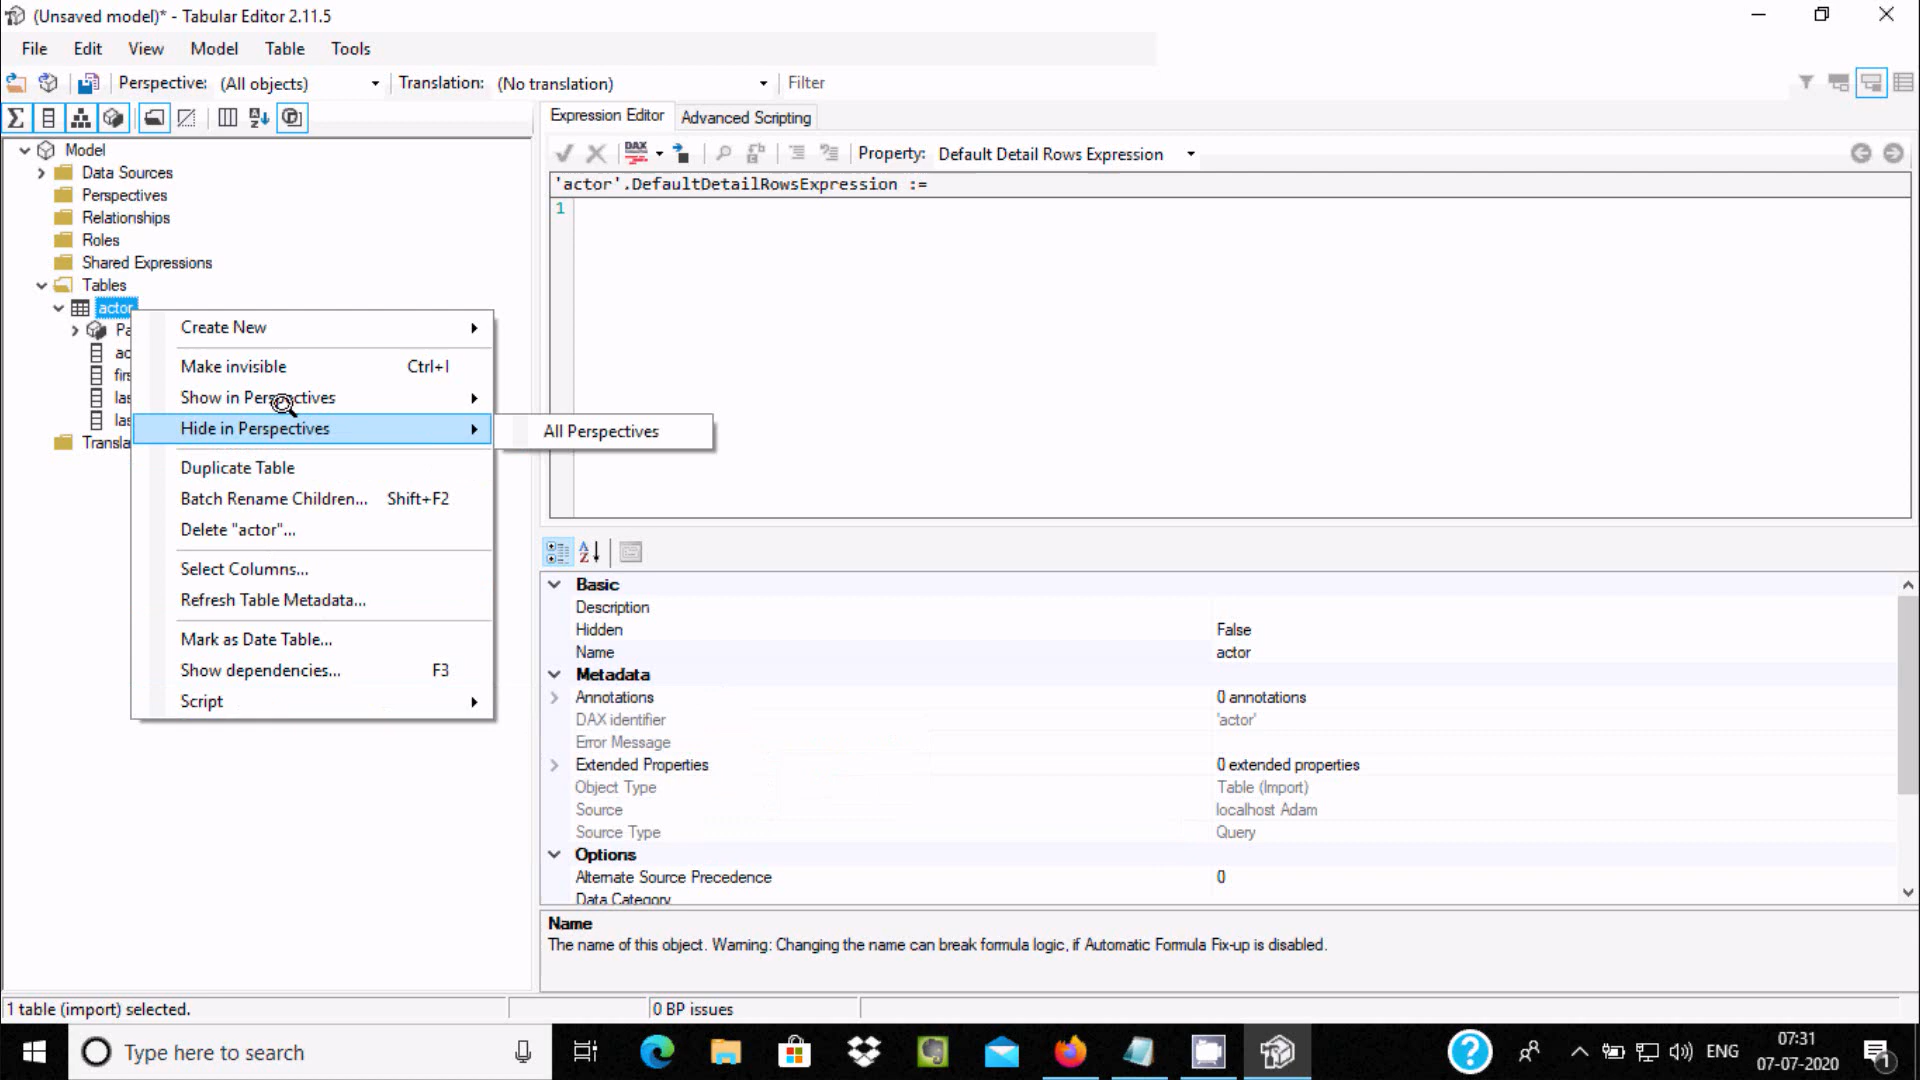 (Unsaved model)* - Tabular Editor 2.11.5
File Edit View Model Table Tools
Perspective: (All objects) Translation: (No translation) Filter
Expression Editor Advanced Scripting
Property: Default Detail Rows Expression
'actor'.DefaultDetailRowsExpression :=
1
Model
Data Sources
Perspectives
Relationships
Roles
Shared Expressions
Tables
actor
Create New
Make invisible Ctrl+I
Show in Perspectives
Hide in Perspectives
All Perspectives
Duplicate Table
Batch Rename Children... Shift+F2
Delete "actor"...
Select Columns...
Refresh Table Metadata...
Mark as Date Table...
Show dependencies... F3
Script
Basic
Description
Hidden False
Name actor
Metadata
Annotations 0 annotations
DAX identifier 'actor'
Error Message
Extended Properties 0 extended properties
Object Type Table (Import)
Source localhost Adam
Source Type Query
Options
Alternate Source Precedence 0
Data Category
Name
The name of this object. Warning: Changing the name can break formula logic, if Automatic Formula Fix-up is disabled.
1 table (import) selected. 0 BP issues
Type here to search
ENG
07:31
07-07-2020
1